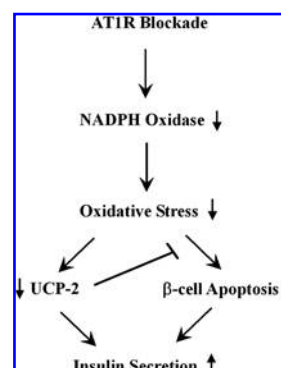 AT1R Blockade
NADPH Oxidase ↓
Oxidative Stress ↓
↓ UCP-2 β-cell Apoptosis
Insulin Secretion ↑